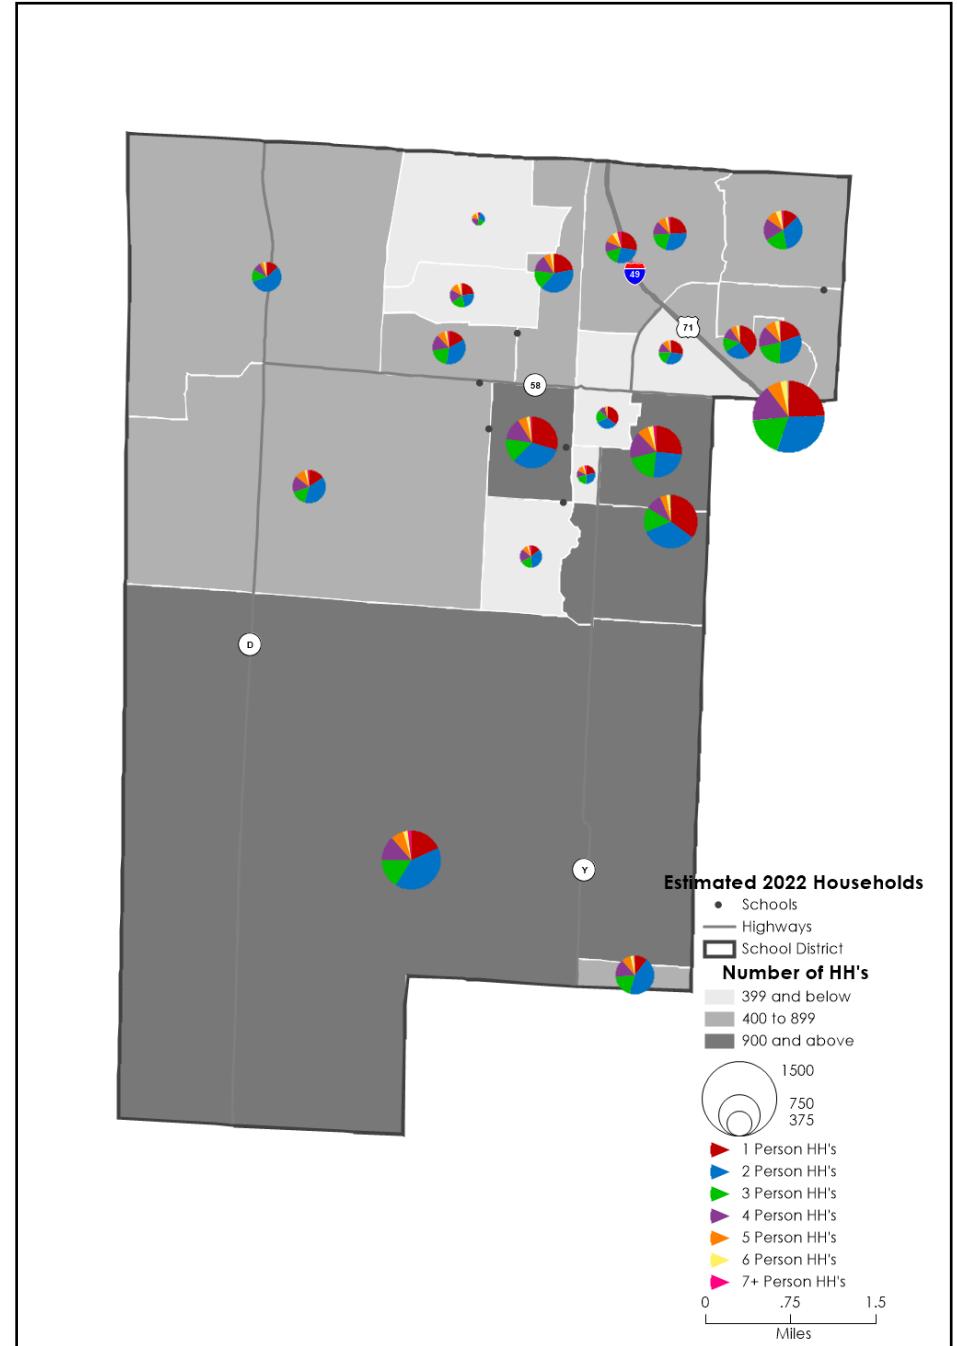 49
71
58
D
Y
Estimated 2022 Households
Schools
Highways
School District
Number of HH's
399 and below
400 to 899
900 and above
1500
750
375
1 Person HH's
2 Person HH's
3 Person HH's
4 Person HH's
5 Person HH's
6 Person HH's
7+ Person HH's
0 .75 1.5
Miles